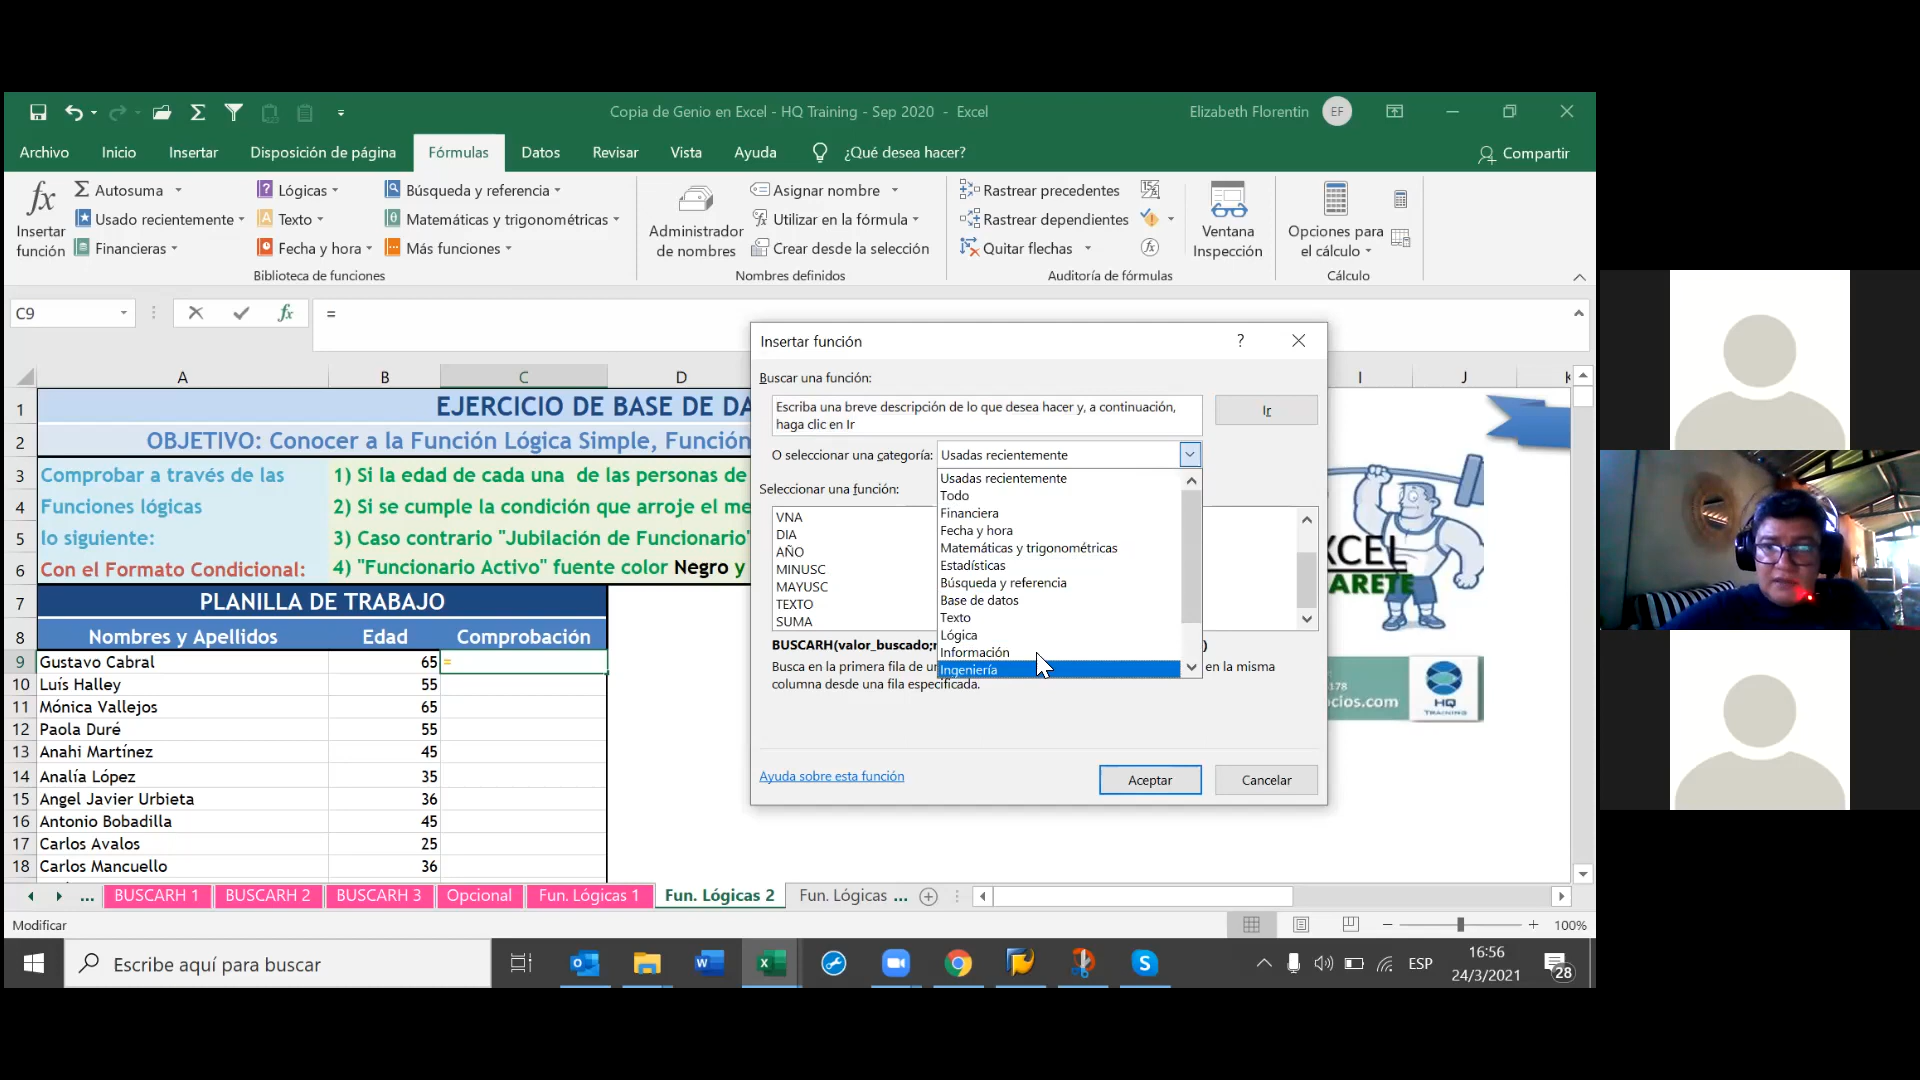 Copia de Genio en Excel - HQ Training - Sep 2020 - Excel
Elizabeth Florentin EF
Archivo Inicio Insertar Disposición de página Fórmulas Datos Revisar Vista Ayuda ¿Qué desea hacer? Compartir
Insertar función
Autosuma
Usado recientemente
Financieras
Lógicas
Texto
Fecha y hora
Búsqueda y referencia
Matemáticas y trigonométricas
Más funciones
Biblioteca de funciones
Administrador de nombres
Asignar nombre
Utilizar en la fórmula
Crear desde la selección
Nombres definidos
Rastrear precedentes
Rastrear dependientes
Quitar flechas
Auditoría de fórmulas
Ventana Inspección
Opciones para el cálculo
Cálculo
C9 fx =
A B C D I J K
1 EJERCICIO DE BASE DE DA
2 OBJETIVO: Conocer a la Función Lógica Simple, Función
3 Comprobar a través de las 1) Si la edad de cada una de las personas de
4 Funciones lógicas 2) Si se cumple la condición que arroje el me
5 lo siguiente: 3) Caso contrario "Jubilación de Funcionario"
6 Con el Formato Condicional: 4) "Funcionario Activo" fuente color Negro y
7 PLANILLA DE TRABAJO
8 Nombres y Apellidos Edad Comprobación
9 Gustavo Cabral 65 =
10 Luís Halley 55
11 Mónica Vallejos 65
12 Paola Duré 55
13 Anahi Martínez 45
14 Analía López 35
15 Angel Javier Urbieta 36
16 Antonio Bobadilla 45
17 Carlos Avalos 25
18 Carlos Mancuello 36
Insertar función ?
Buscar una función:
Escriba una breve descripción de lo que desea hacer y, a continuación,
haga clic en Ir
Ir
O seleccionar una categoría: Usadas recientemente
Usadas recientemente
Todo
Financiera
Fecha y hora
Matemáticas y trigonométricas
Estadísticas
Búsqueda y referencia
Base de datos
Texto
Lógica
Información
Ingeniería
Seleccionar una función:
VNA
DIA
AÑO
MINUSC
MAYUSC
TEXTO
SUMA
BUSCARH(valor_buscado; )
Busca en la primera fila de en la misma
columna desde una fila especificada.
Ayuda sobre esta función
Aceptar Cancelar
XCEL
ARETE
178
cios.com
HQ
TRAINING
... BUSCARH 1 BUSCARH 2 BUSCARH 3 Opcional Fun. Lógicas 1 Fun. Lógicas 2 Fun. Lógicas ...
Modificar 100%
Escribe aquí para buscar
ESP
16:56
24/3/2021
28